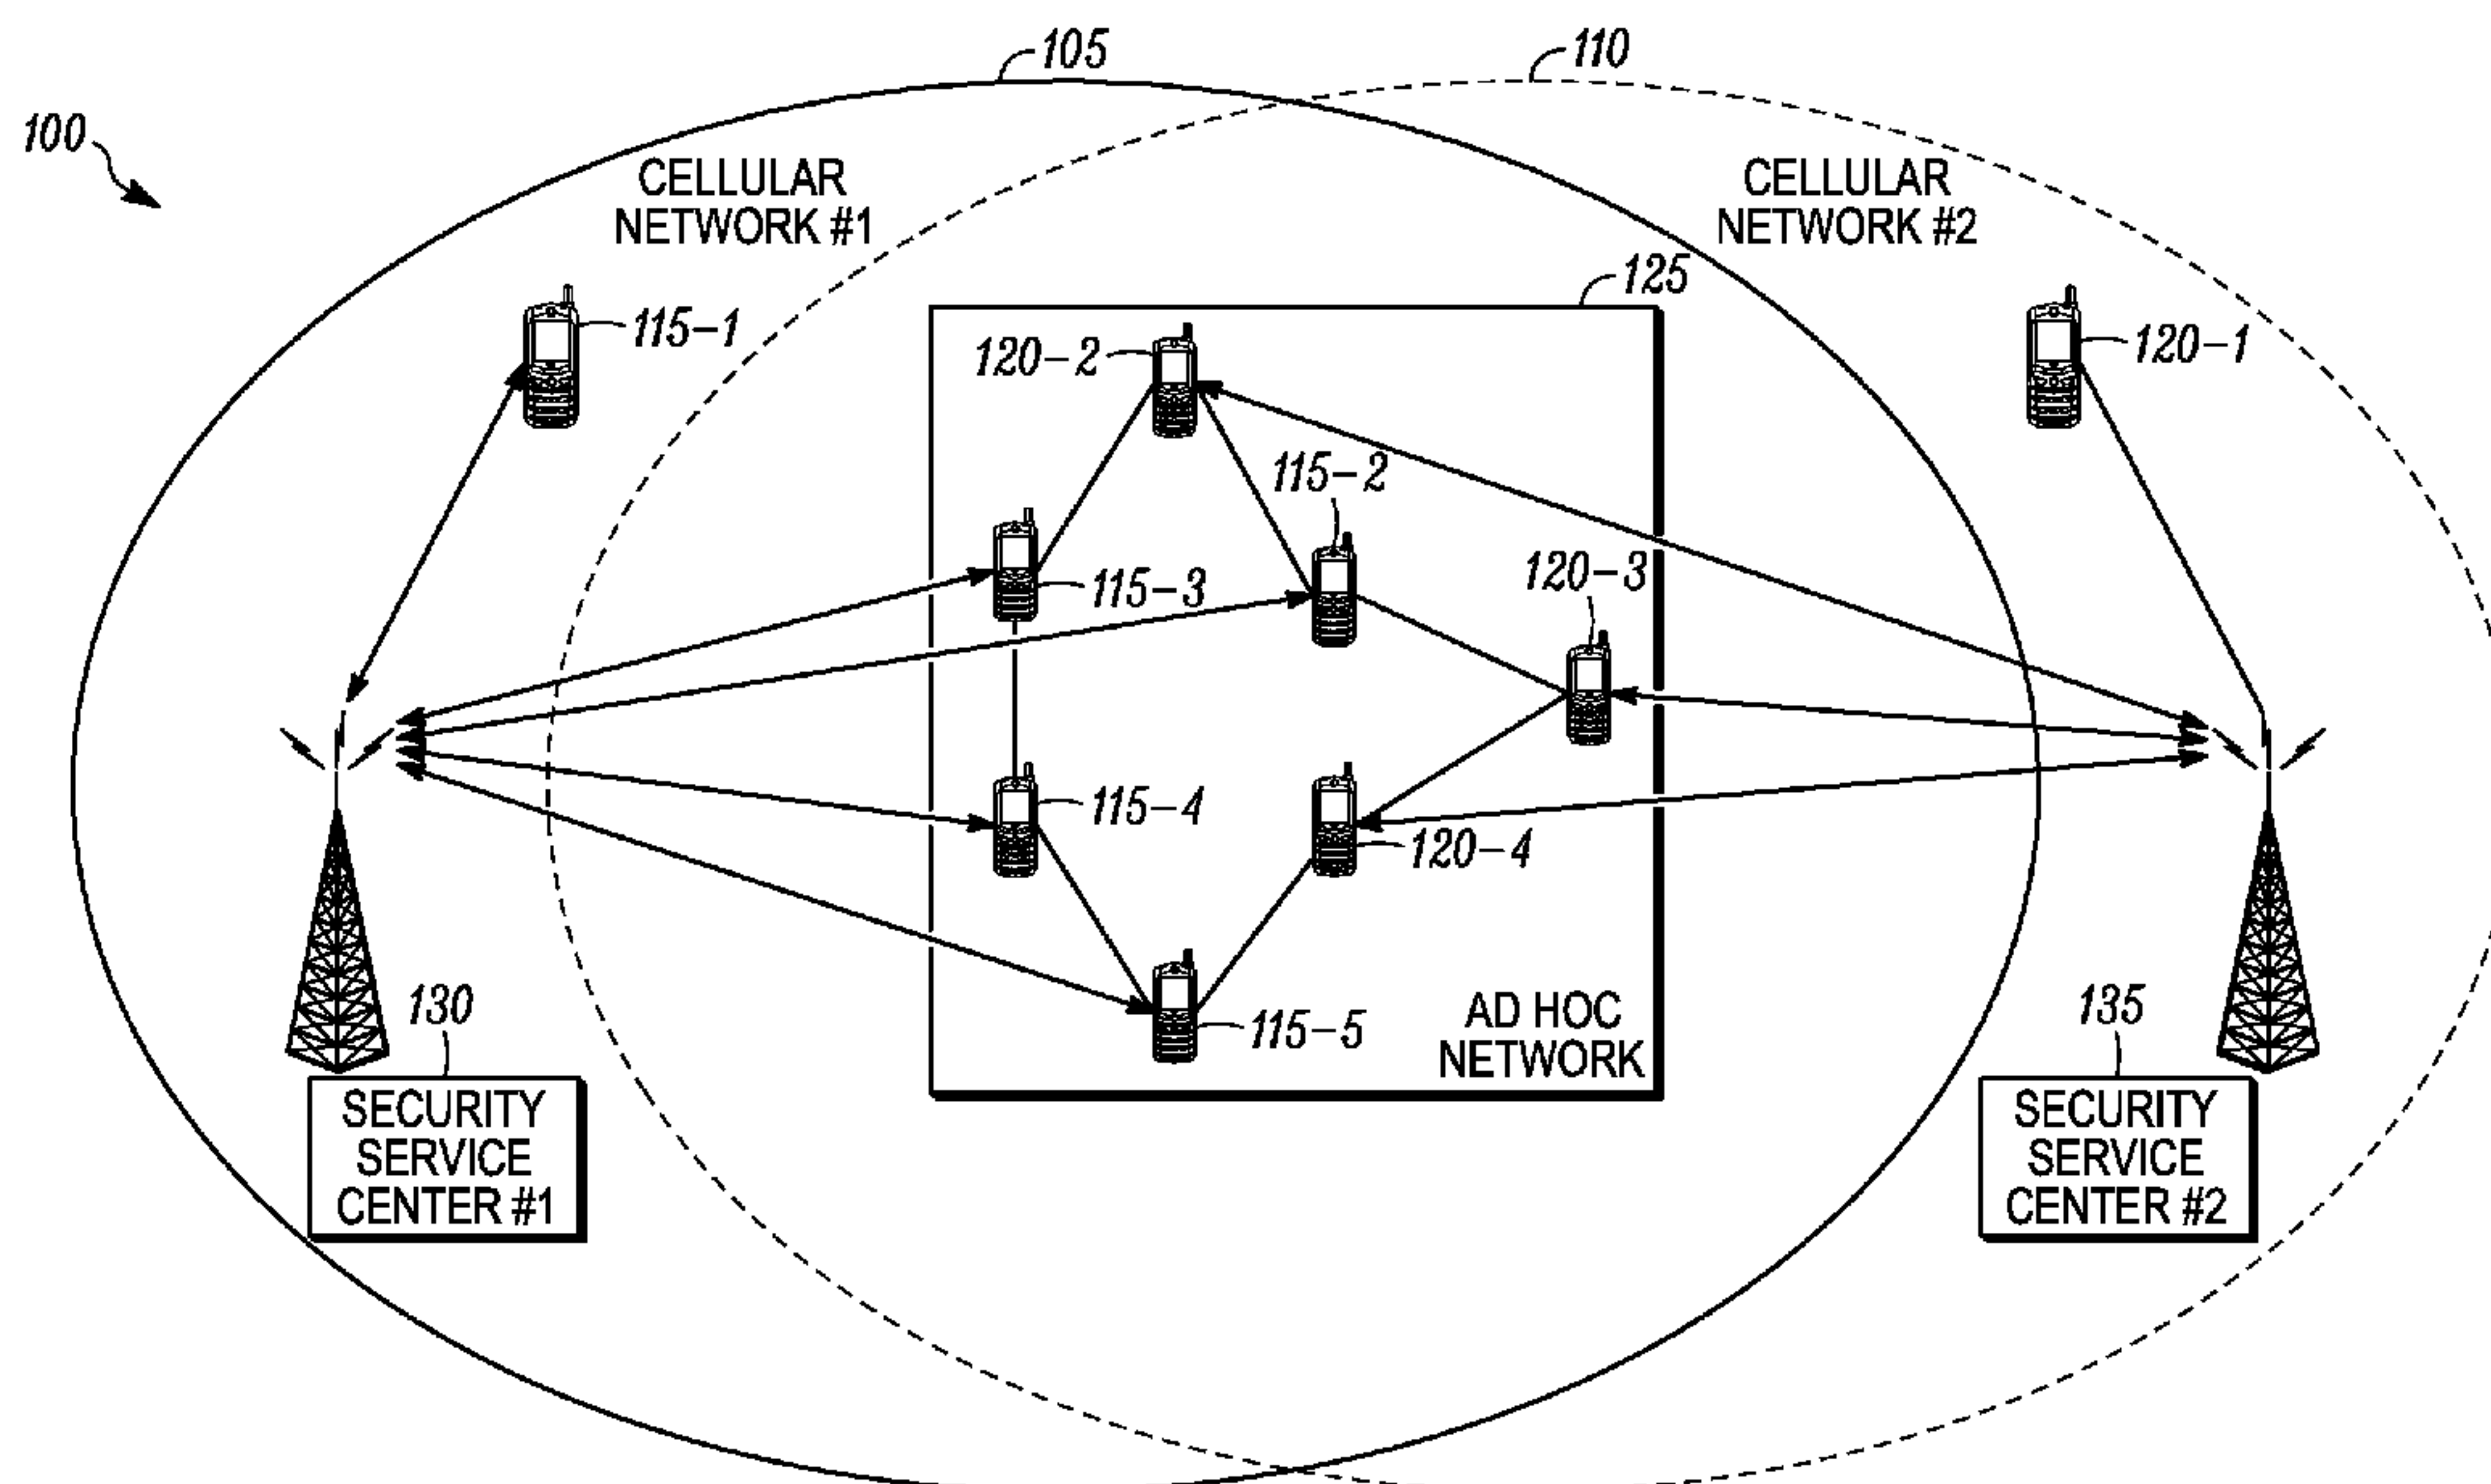 105
110
100
CELLULAR
NETWORK #1
CELLULAR
NETWORK #2
125
115-1
120-2
120-1
115-2
115-3
120-3
115-4
120-4
115-5
AD HOC
NETWORK
130
SECURITY
SERVICE
CENTER #1
135
SECURITY
SERVICE
CENTER #2